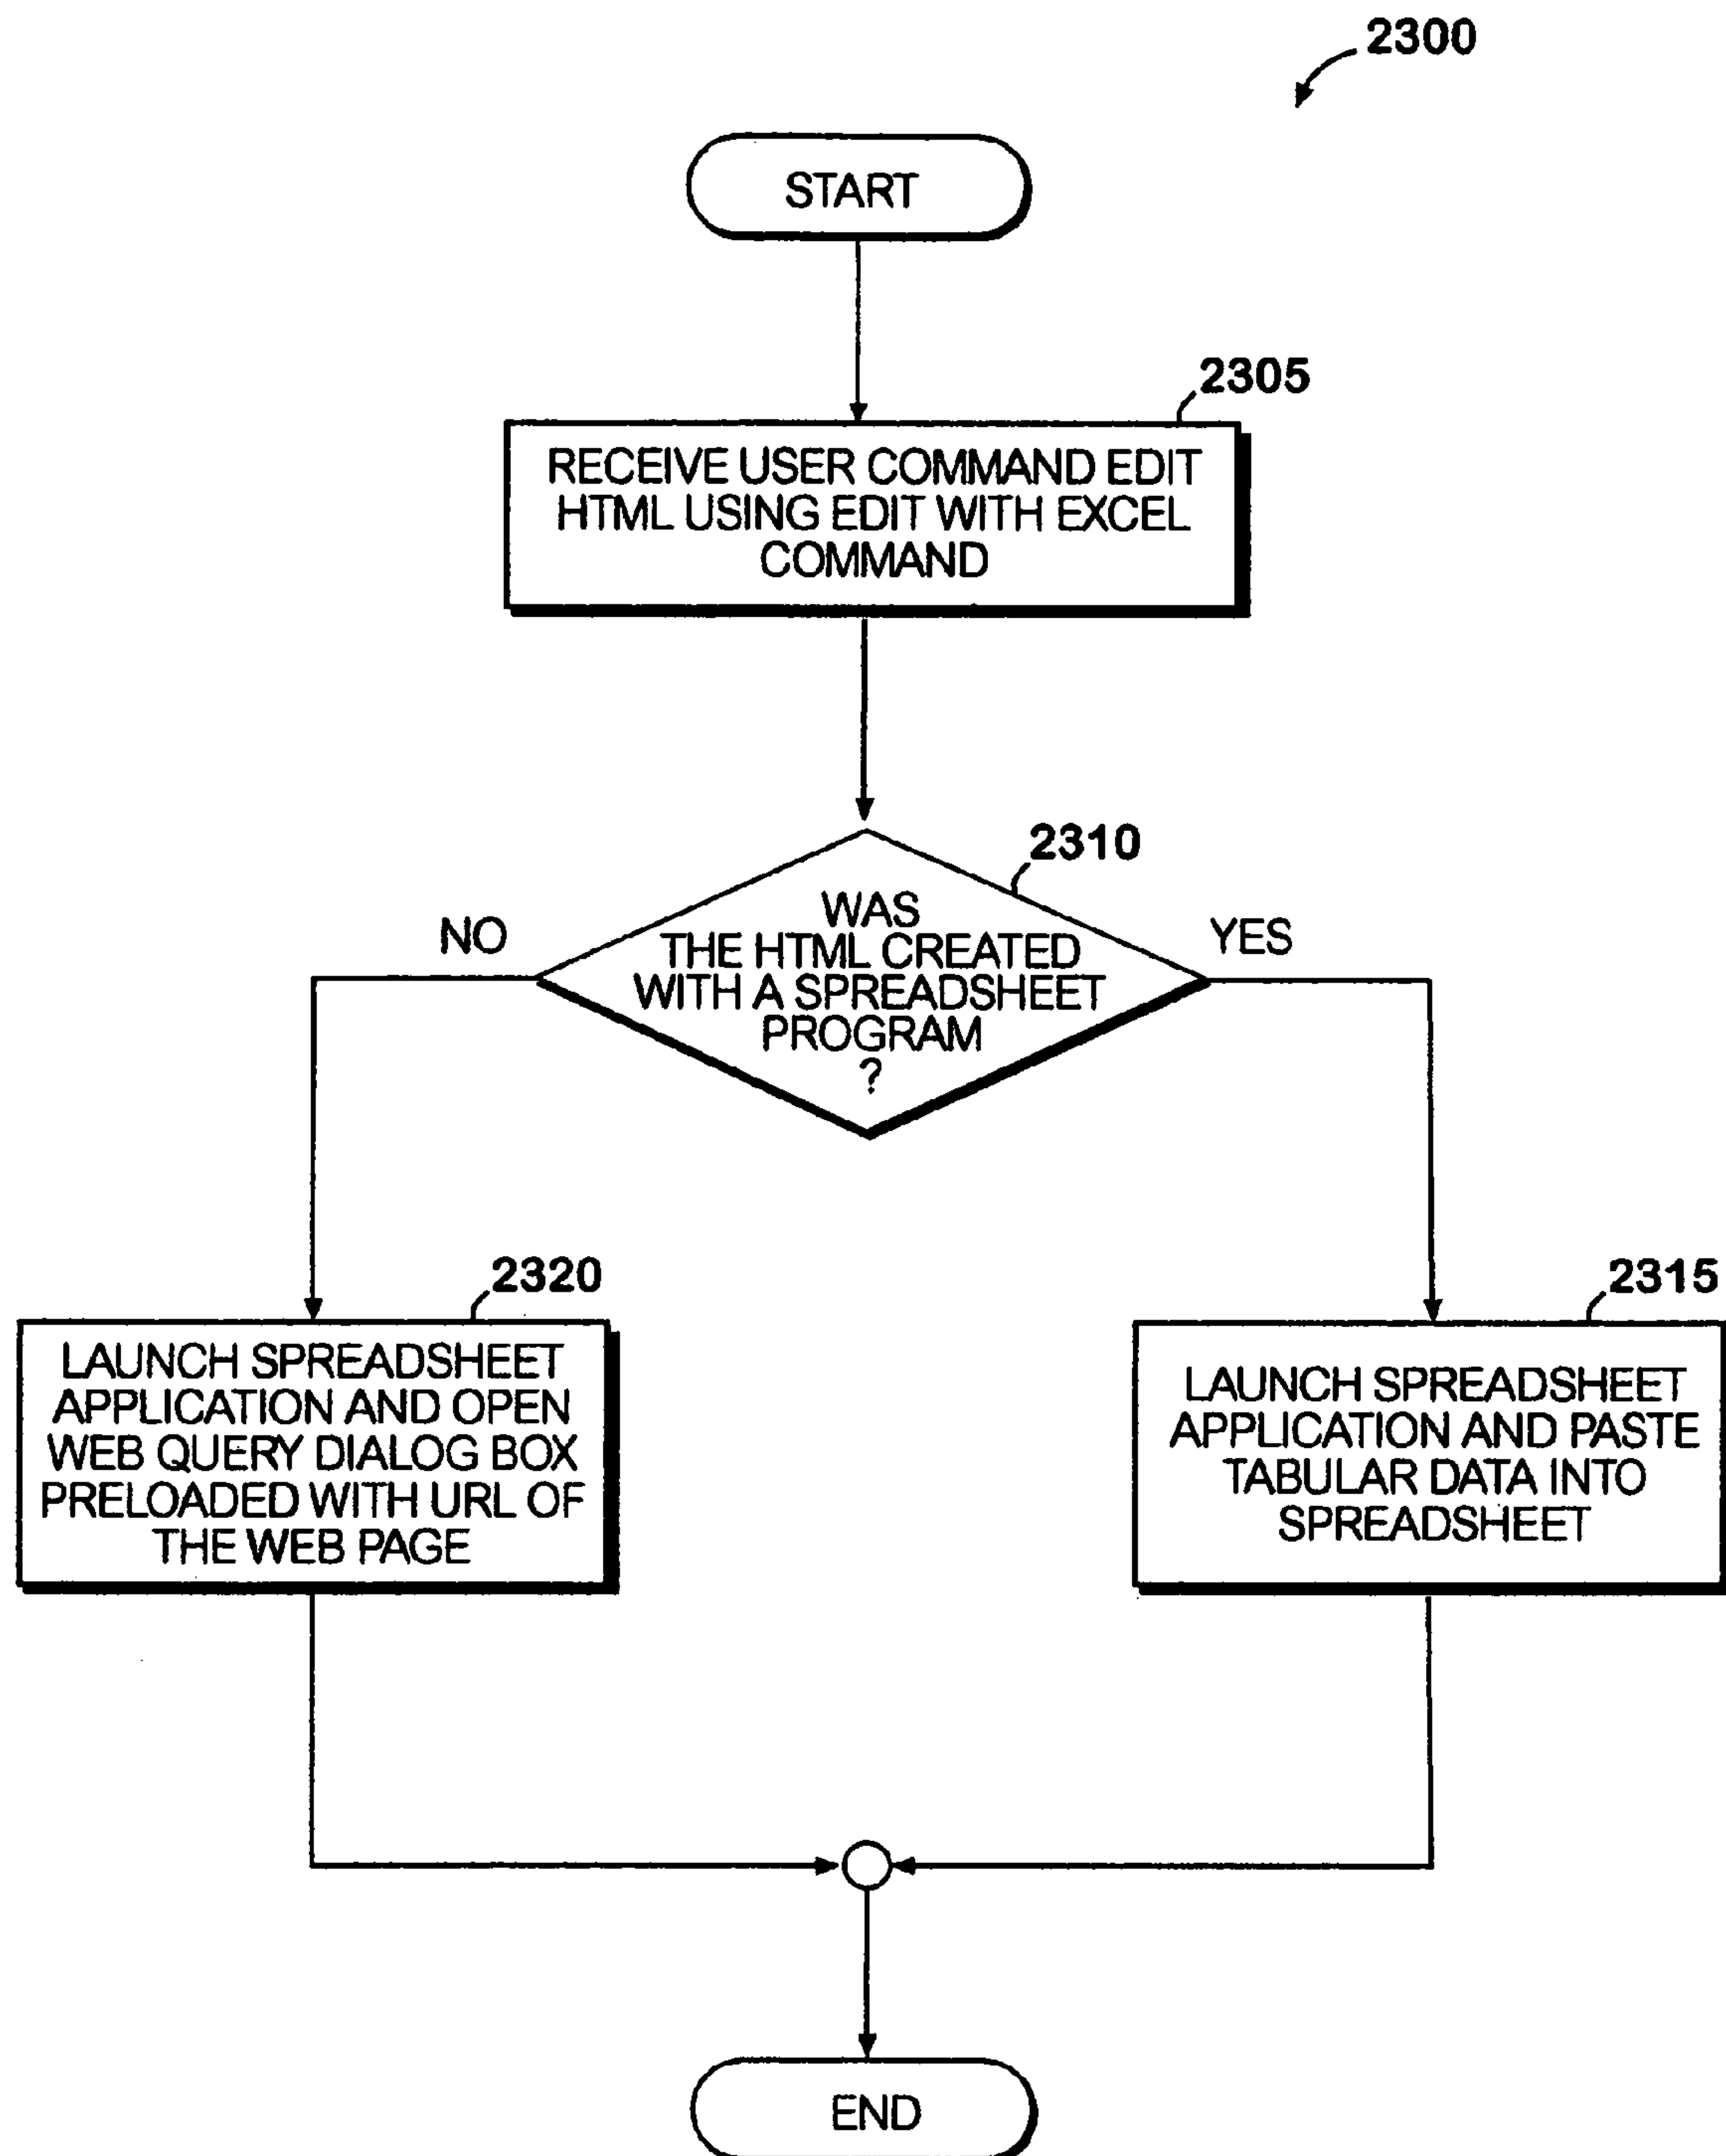 2300
START
2305
RECEIVE USER COMMAND EDIT
HTML USING EDIT WITH EXCEL
COMMAND
2310
NO
YES
WAS
THE HTML CREATED
WITH A SPREADSHEET
PROGRAM
?
2320
LAUNCH SPREADSHEET
APPLICATION AND OPEN
WEB QUERY DIALOG BOX
PRELOADED WITH URL OF
THE WEB PAGE
2315
LAUNCH SPREADSHEET
APPLICATION AND PASTE
TABULAR DATA INTO
SPREADSHEET
END